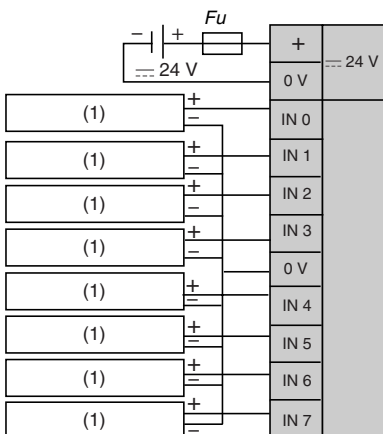 Fu
− +
⎓ 24 V
+
0 V
⎓ 24 V
(1) + − IN 0
(1) + − IN 1
(1) + − IN 2
(1) + − IN 3
0 V
(1) + − IN 4
(1) + − IN 5
(1) + − IN 6
(1) + − IN 7